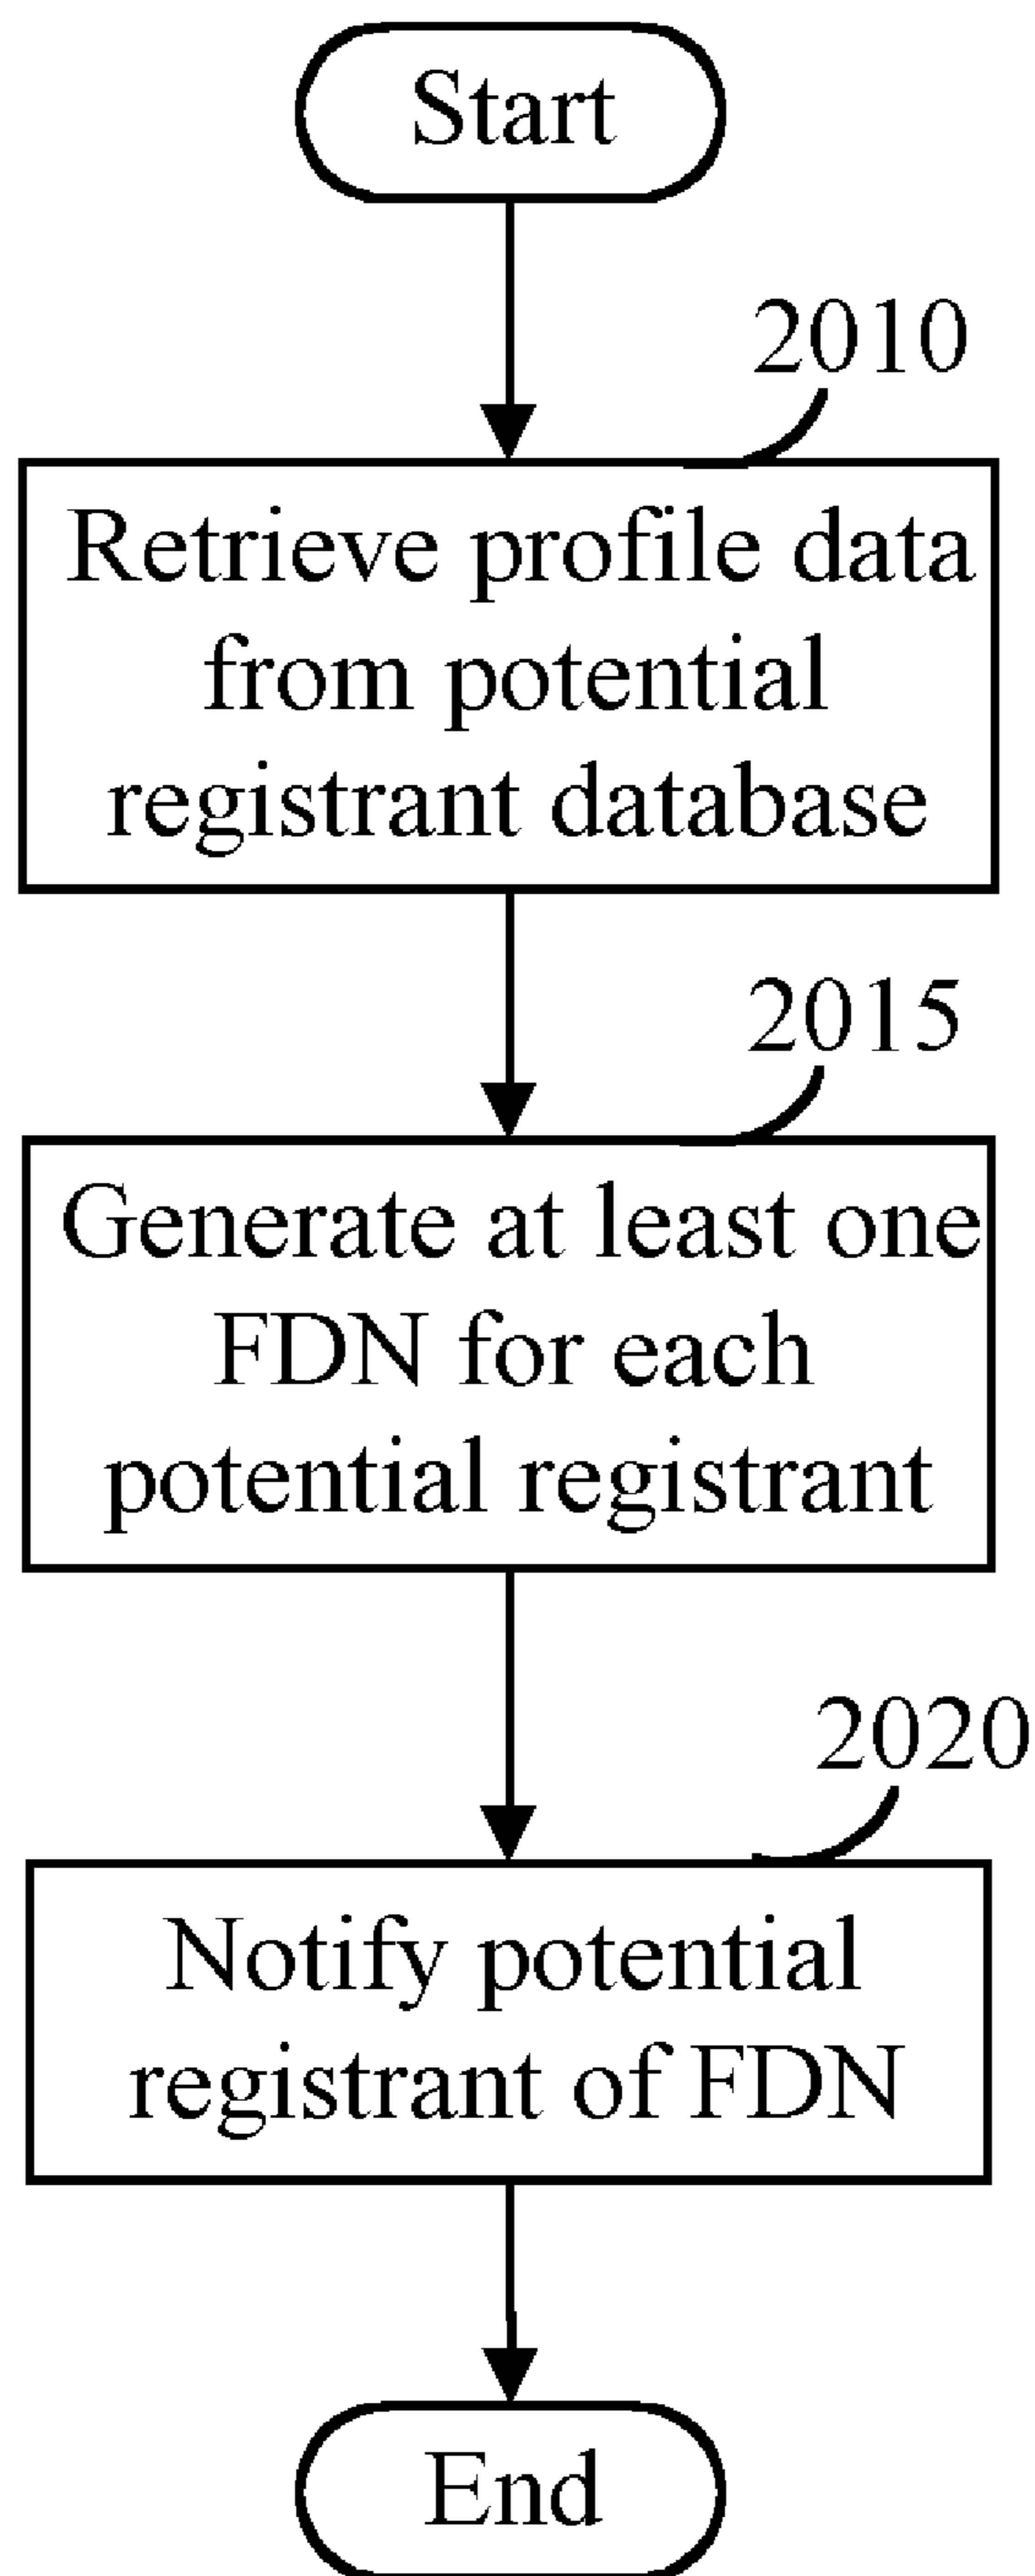 Start
2010
Retrieve profile data
from potential
registrant database
2015
Generate at least one
FDN for each
potential registrant
2020
Notify potential
registrant of FDN
End